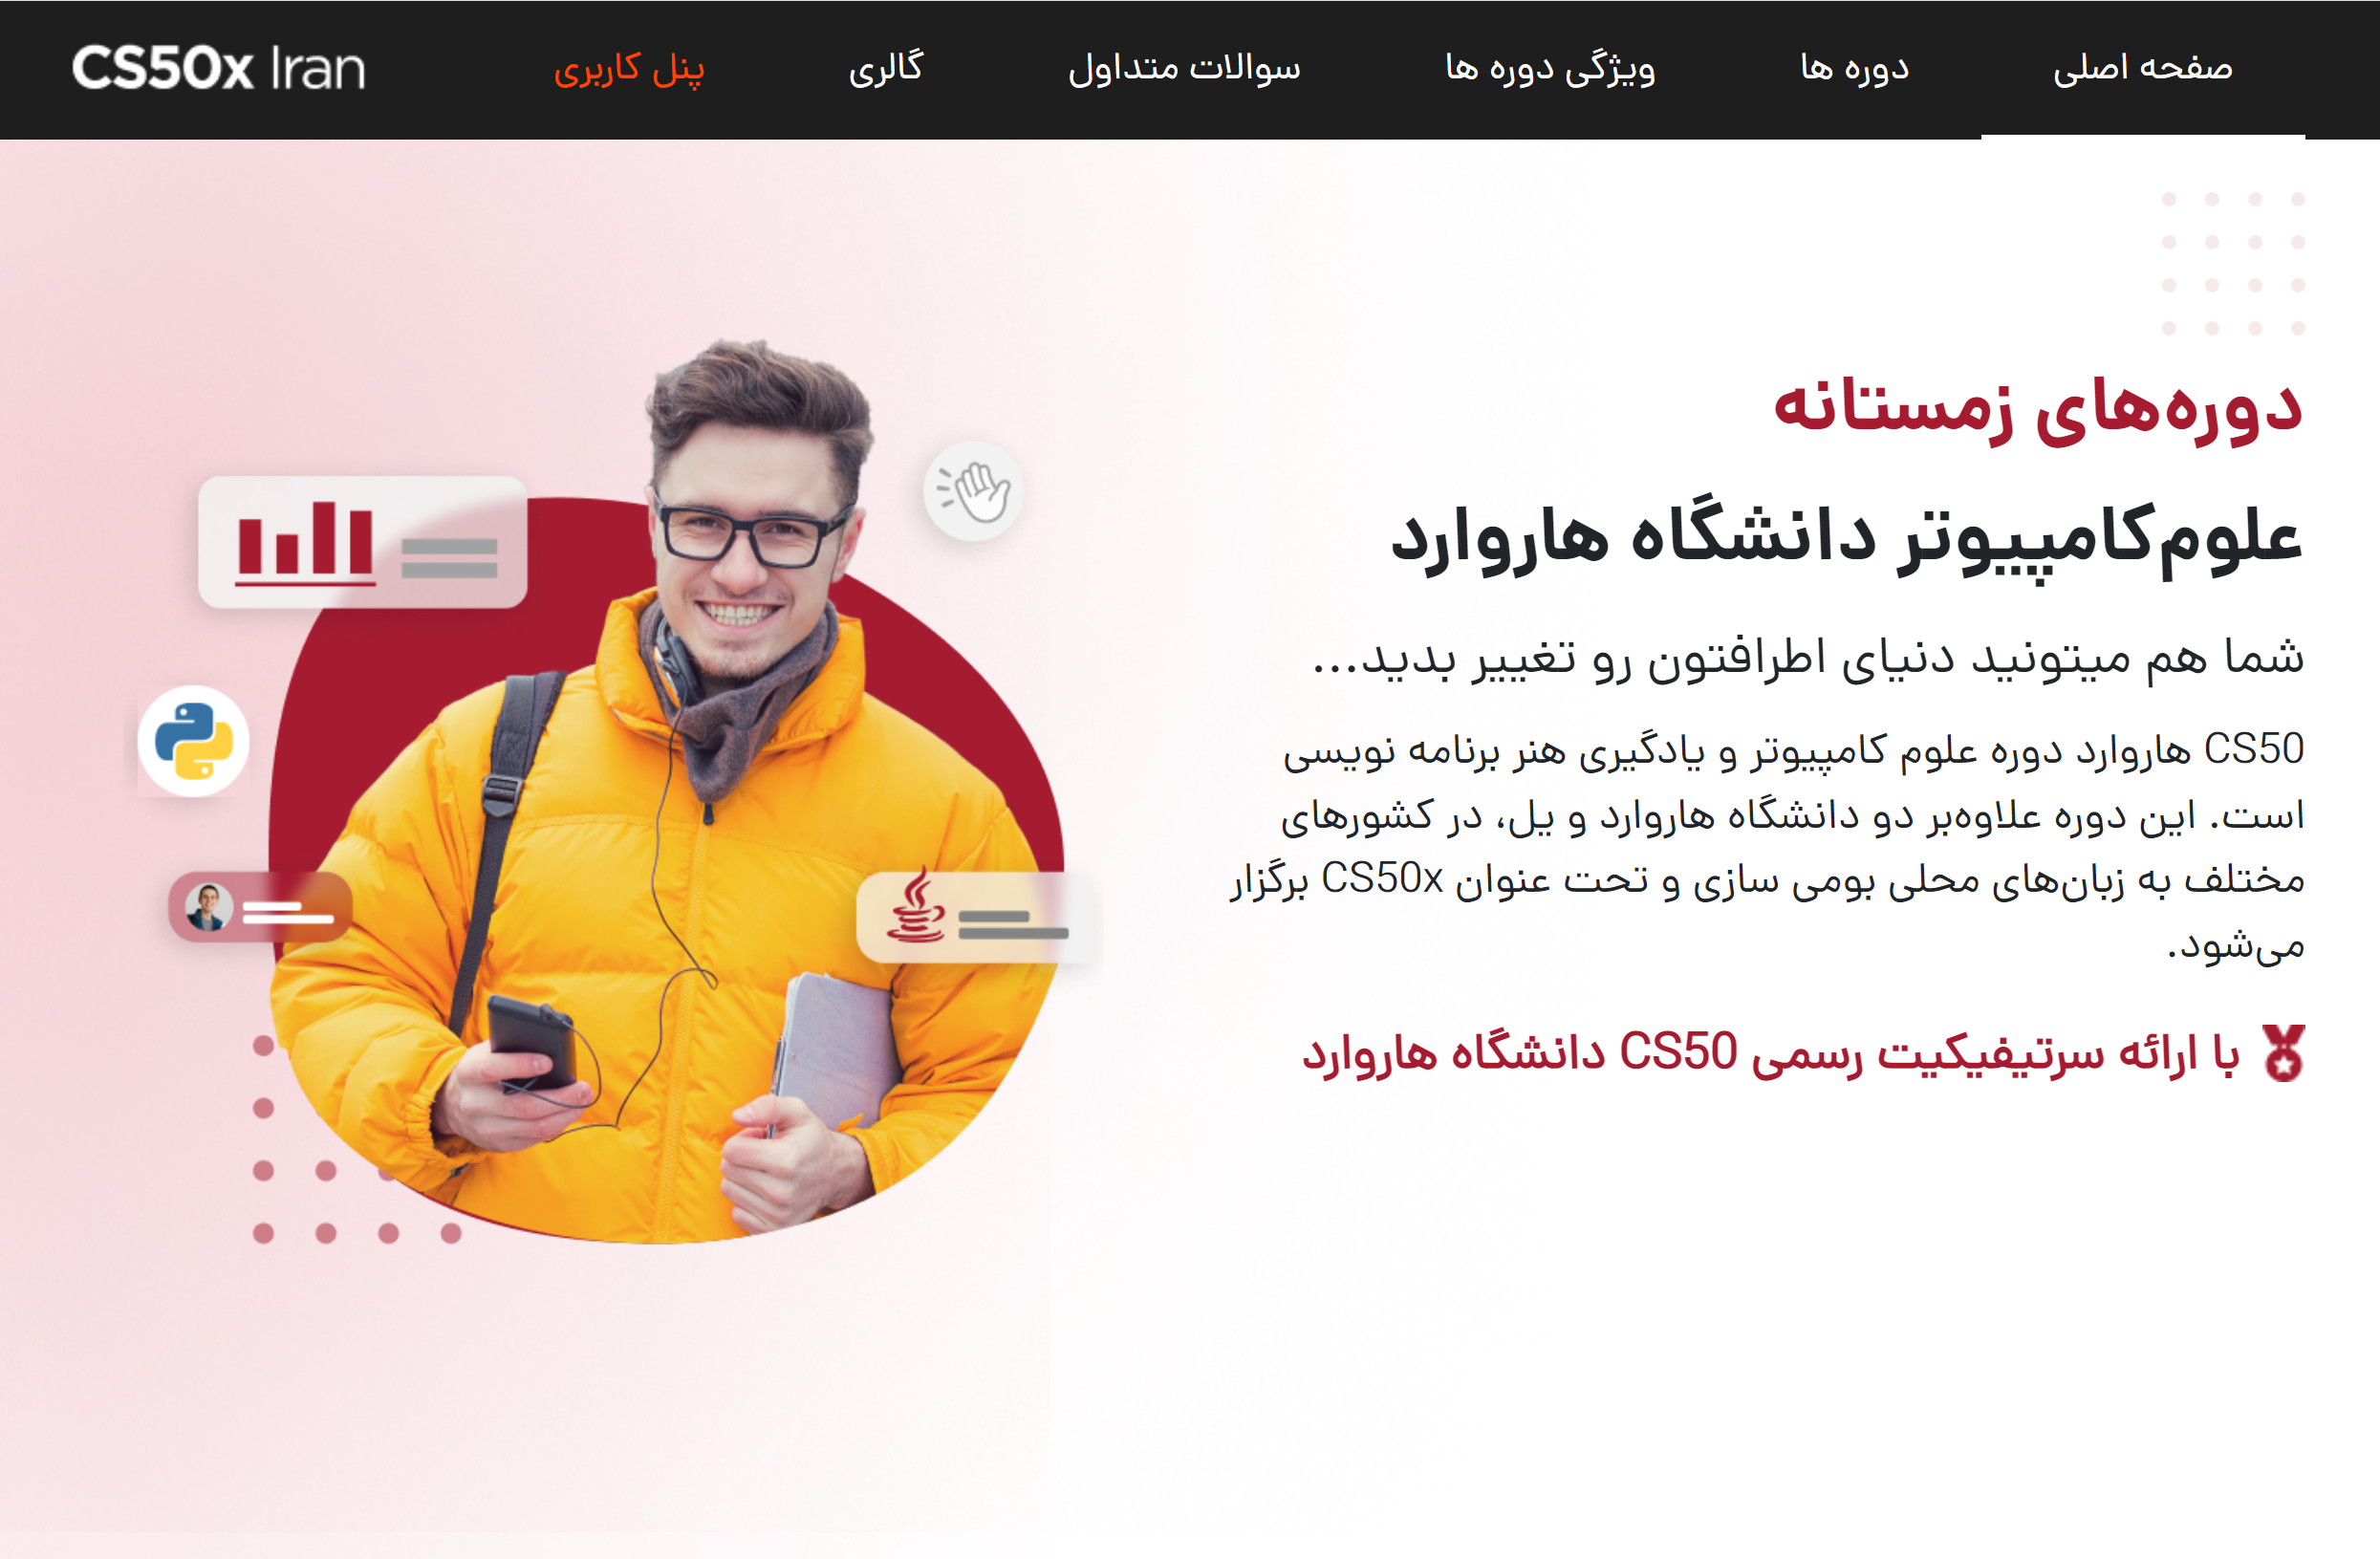 صفحه اصلی
دوره ها
ویژگی دوره ها
سوالات متداول
گالری
پنل کاربری
CS50x Iran
دوره‌های زمستانه
علوم‌کامپیوتر دانشگاه هاروارد
شما هم میتونید دنیای اطرافتون رو تغییر بدید...
CS50 هاروارد دوره علوم کامپیوتر و یادگیری هنر برنامه نویسی
است. این دوره علاوه‌بر دو دانشگاه هاروارد و یل، در کشورهای
مختلف به زبان‌های محلی بومی سازی و تحت عنوان CS50x برگزار
می‌شود.
با ارائه سرتیفیکیت رسمی CS50 دانشگاه هاروارد